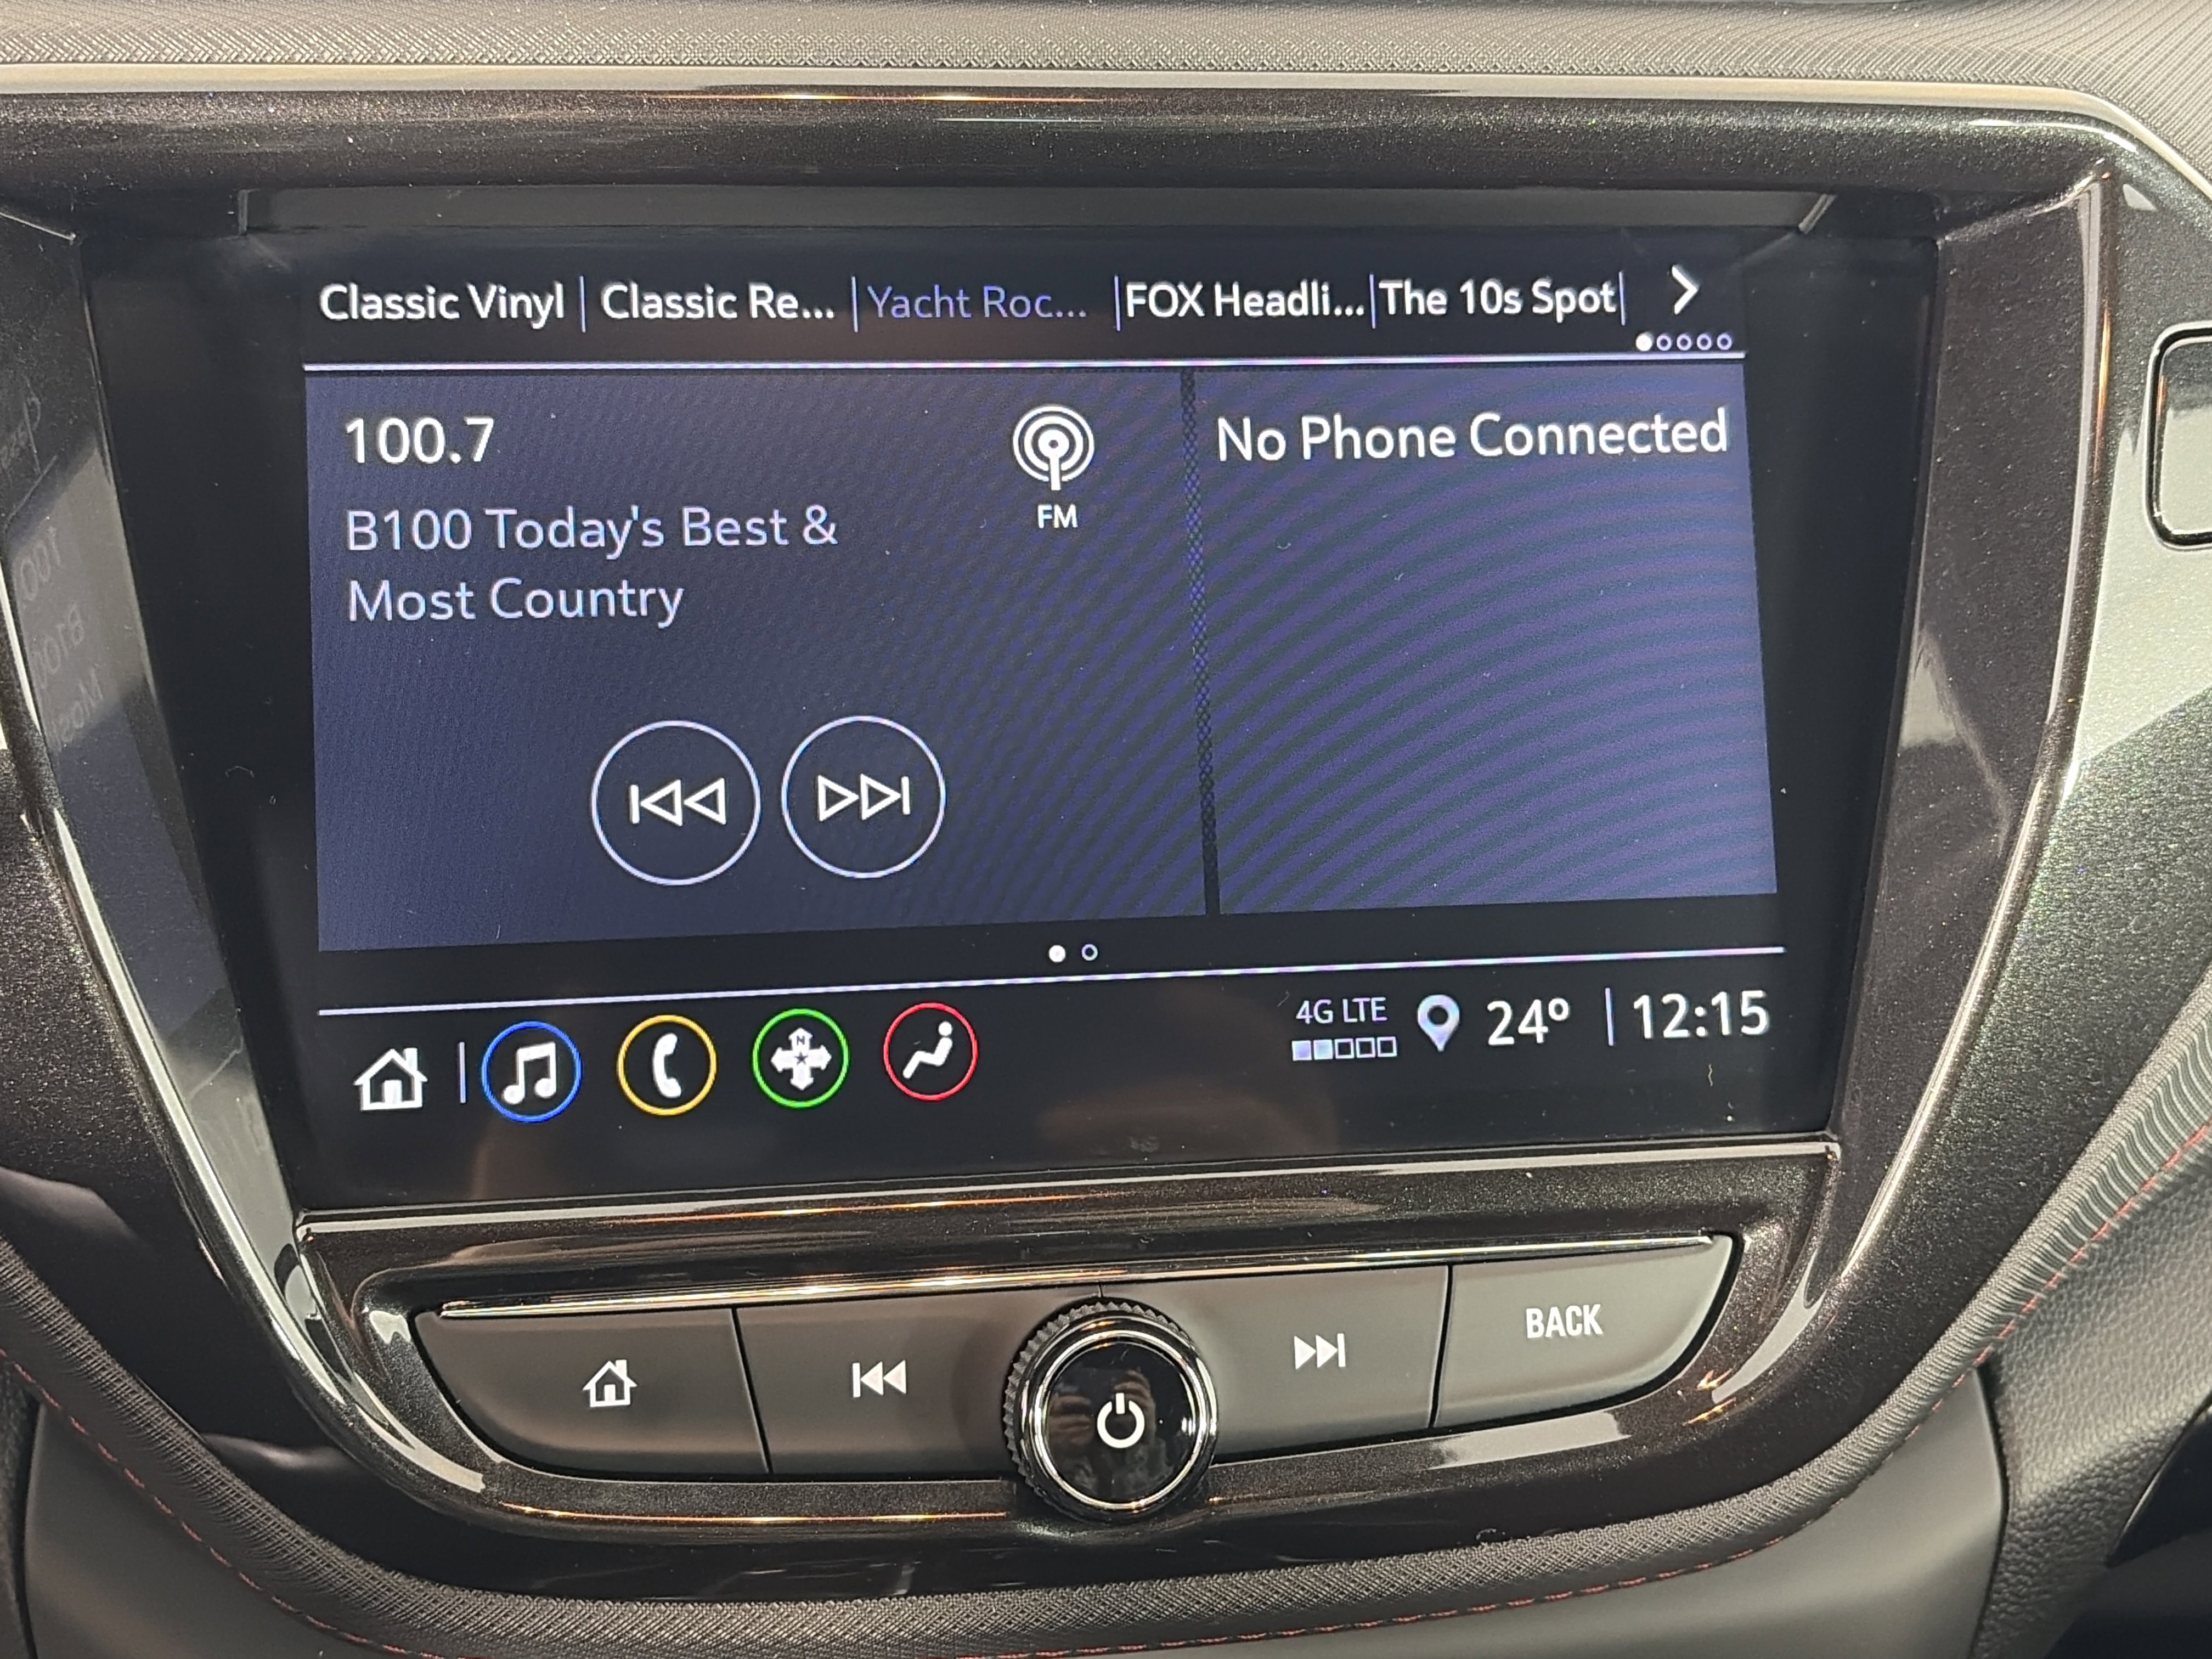 Classic Vinyl | Classic Re... | Yacht Roc... | FOX Headli... | The 10s Spot |
100.7
FM
B100 Today's Best &
Most Country
No Phone Connected
4G LTE
24° | 12:15
N
BACK